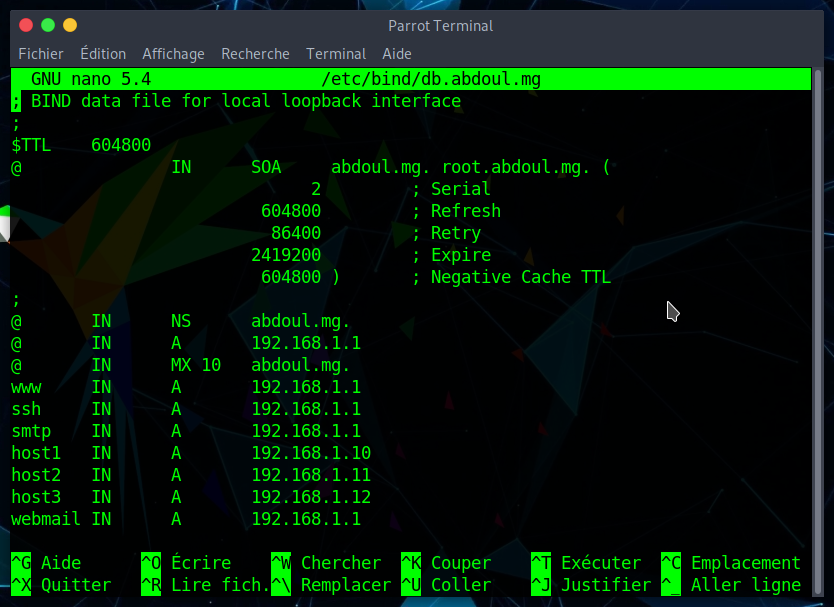 Parrot Terminal
Fichier Édition Affichage Recherche Terminal Aide
GNU nano 5.4 /etc/bind/db.abdoul.mg
; BIND data file for local loopback interface
;
$TTL 604800
@ IN SOA abdoul.mg. root.abdoul.mg. (
2 ; Serial
604800 ; Refresh
86400 ; Retry
2419200 ; Expire
604800 ) ; Negative Cache TTL
;
@ IN NS abdoul.mg.
@ IN A 192.168.1.1
@ IN MX 10 abdoul.mg.
www IN A 192.168.1.1
ssh IN A 192.168.1.1
smtp IN A 192.168.1.1
host1 IN A 192.168.1.10
host2 IN A 192.168.1.11
host3 IN A 192.168.1.12
webmail IN A 192.168.1.1
^G Aide ^O Écrire ^W Chercher ^K Couper ^T Exécuter ^C Emplacement
^X Quitter ^R Lire fich. ^\ Remplacer ^U Coller ^J Justifier ^_ Aller ligne